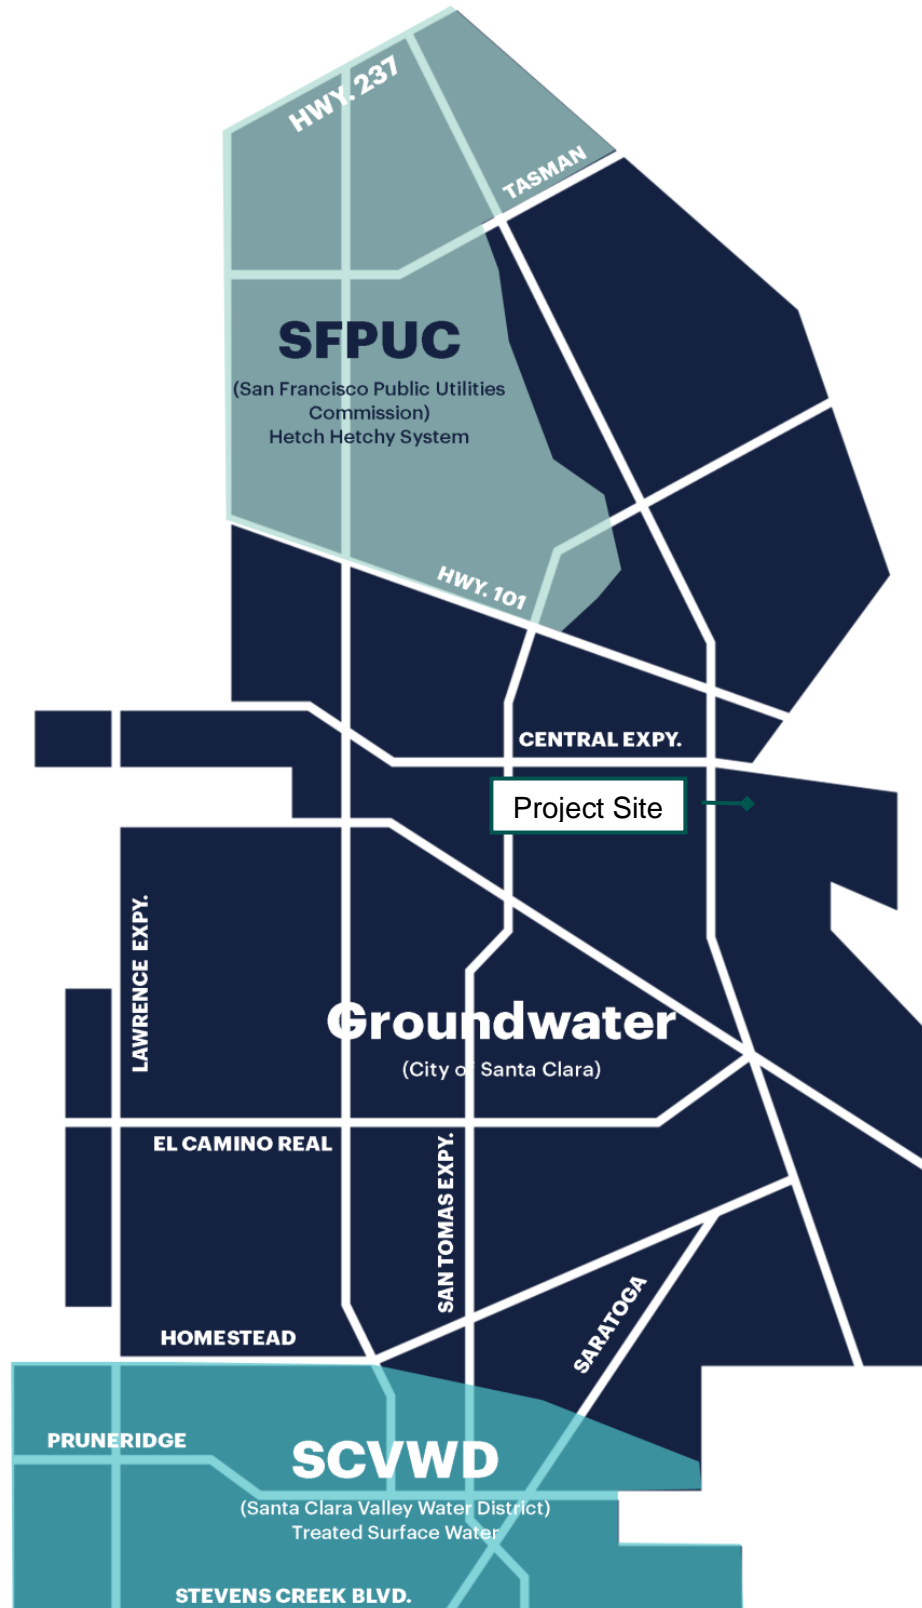 HWY. 237
TASMAN
SFPUC
(San Francisco Public Utilities
Commission)
Hetch Hetchy System
HWY. 101
CENTRAL EXPY.
Project Site
LAWRENCE EXPY.
Groundwater
(City of Santa Clara)
EL CAMINO REAL
SAN TOMAS EXPY.
SARATOGA
HOMESTEAD
PRUNERIDGE
SCVWD
(Santa Clara Valley Water District)
Treated Surface Water
STEVENS CREEK BLVD.